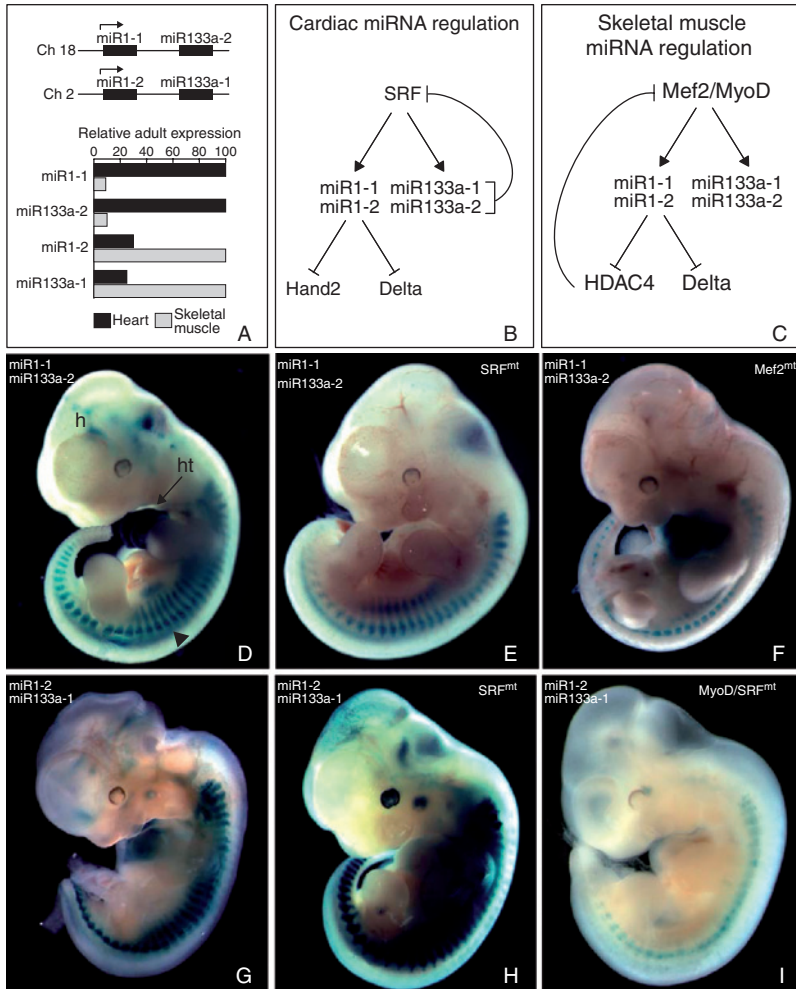 miR1-1 miR133a-2
Ch 18
miR1-2 miR133a-1
Ch 2
Relative adult expression
0 20 40 60 80 100
miR1-1
miR133a-2
miR1-2
miR133a-1
Heart Skeletal
muscle
A
Cardiac miRNA regulation
SRF
miR1-1 miR133a-1
miR1-2 miR133a-2
Hand2 Delta
B
Skeletal muscle
miRNA regulation
Mef2/MyoD
miR1-1 miR133a-1
miR1-2 miR133a-2
HDAC4 Delta
C
miR1-1
miR133a-2
h
ht
D
miR1-1 SRFmt
miR133a-2
E
miR1-1 Mef2mt
miR133a-2
F
miR1-2
miR133a-1
G
miR1-2 SRFmt
miR133a-1
H
miR1-2 MyoD/SRFmt
miR133a-1
I